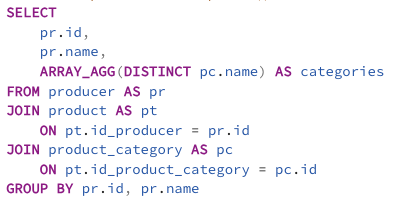 SELECT
    pr.id,
    pr.name,
    ARRAY_AGG(DISTINCT pc.name) AS categories
FROM producer AS pr
JOIN product AS pt
    ON pt.id_producer = pr.id
JOIN product_category AS pc
    ON pt.id_product_category = pc.id
GROUP BY pr.id, pr.name